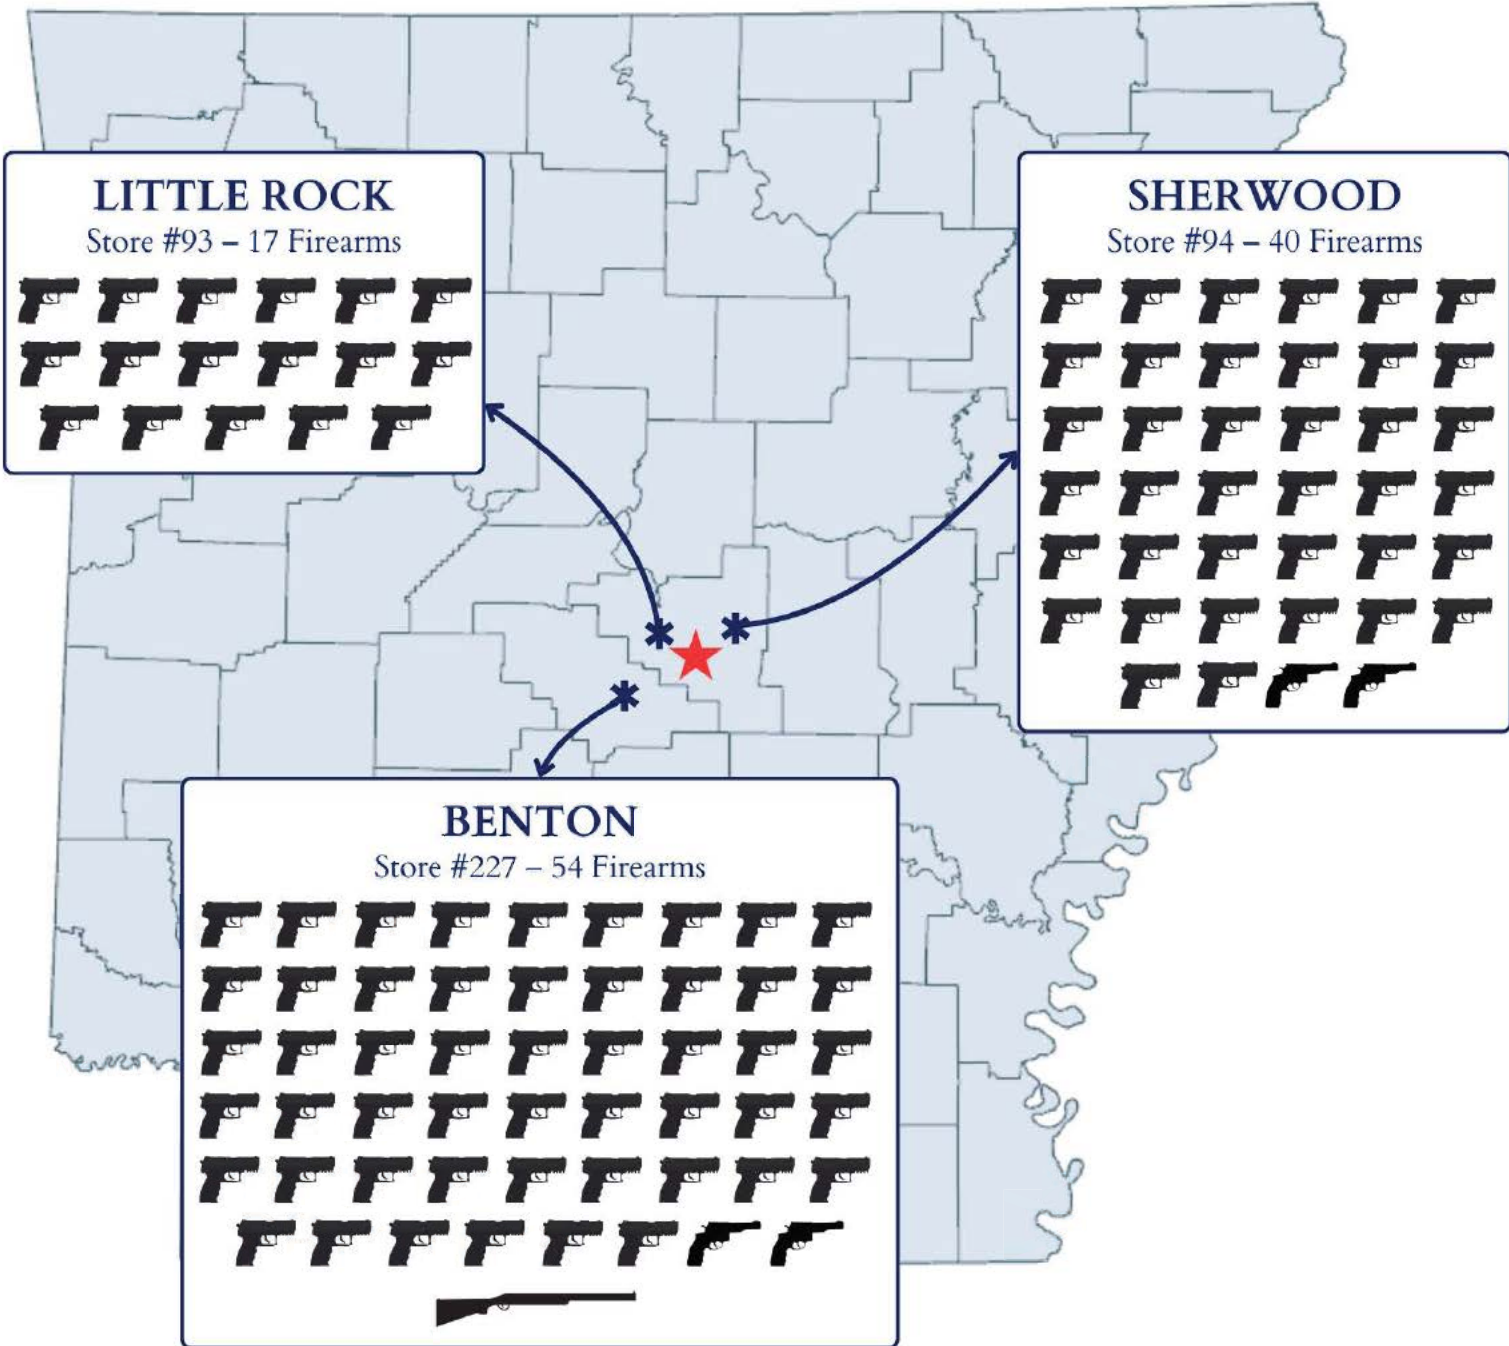 LITTLE ROCK
Store #93 – 17 Firearms
SHERWOOD
Store #94 – 40 Firearms
BENTON
Store #227 – 54 Firearms